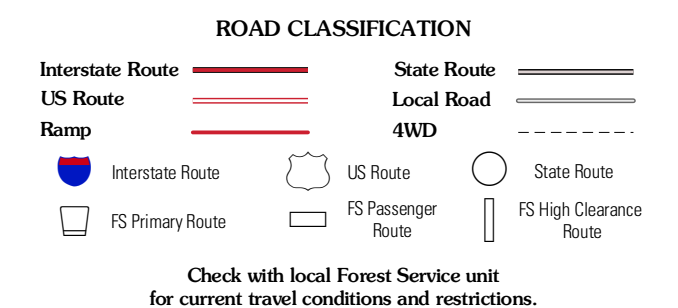 ROAD CLASSIFICATION
Interstate Route
State Route
US Route
Local Road
Ramp
4WD
Interstate Route
US Route
State Route
FS Primary Route
FS Passenger
Route
FS High Clearance
Route
Check with local Forest Service unit
for current travel conditions and restrictions.